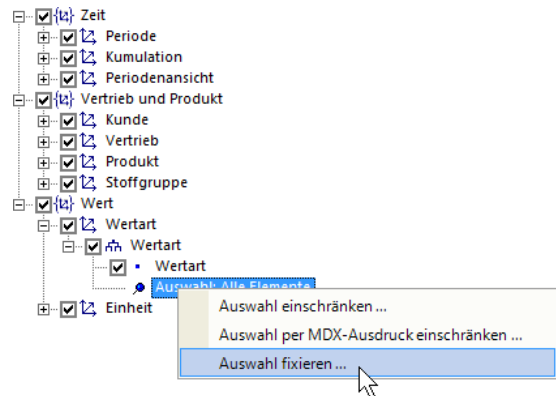 Zeit
Periode
Kumulation
Periodenansicht
Vertrieb und Produkt
Kunde
Vertrieb
Produkt
Stoffgruppe
Wert
Wertart
Wertart
Wertart
Auswahl: Alle Elemente
Einheit
Auswahl einschränken ...
Auswahl per MDX-Ausdruck einschränken ...
Auswahl fixieren ...